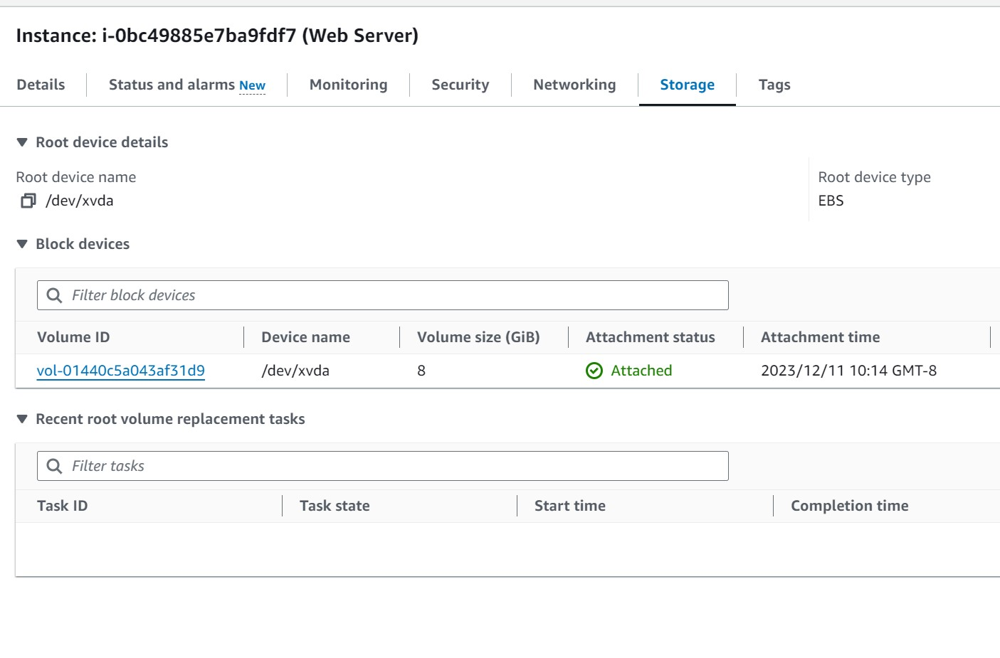 Instance: i-0bc49885e7ba9fdf7 (Web Server)
Details Status and alarms New Monitoring Security Networking Storage Tags
Root device details
Root device name Root device type
/dev/xvda EBS
Block devices
Filter block devices
Volume ID Device name Volume size (GiB) Attachment status Attachment time
vol-01440c5a043af31d9 /dev/xvda 8 Attached 2023/12/11 10:14 GMT-8
Recent root volume replacement tasks
Filter tasks
Task ID Task state Start time Completion time